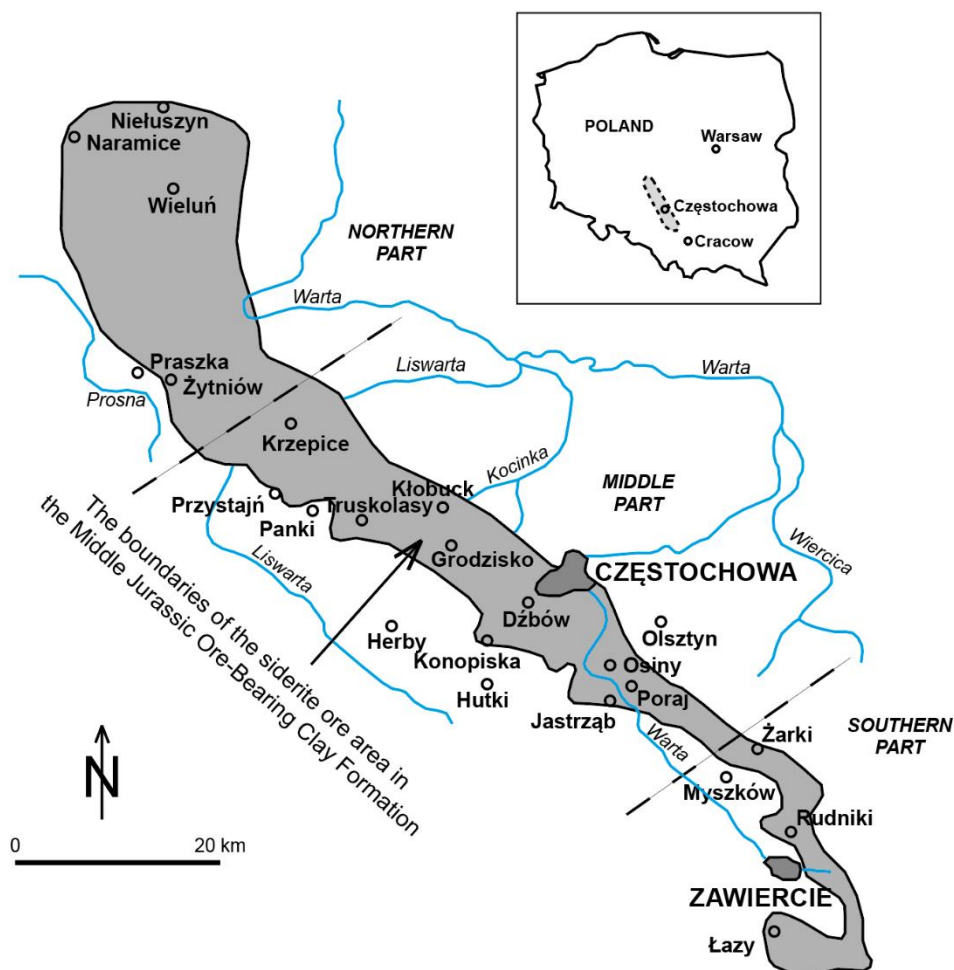 Niełuszyn
Naramice
Wieluń
POLAND
Warsaw
Częstochowa
Cracow
NORTHERN
PART
Warta
Liswarta
Warta
Praszka
Żytniów
Prosna
Krzepice
Kocinka
MIDDLE
PART
Kłobuck
Przystajń
Truskolasy
Panki
Wiercica
Liswarta
Grodzisko
CZĘSTOCHOWA
Dźbów
Olsztyn
Herby
Konopiska
Osiny
Hutki
Poraj
Jastrząb
The boundaries of the siderite ore area in
the Middle Jurassic Ore-Bearing Clay Formation
Warta
SOUTHERN
PART
Żarki
Myszków
N
Rudniki
0 20 km
ZAWIERCIE
Łazy